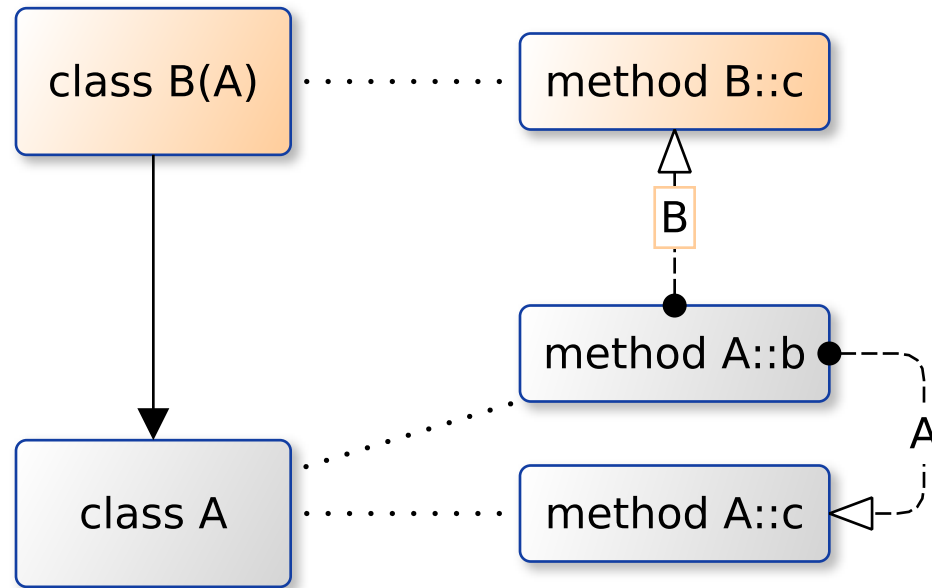 class B(A)
method B::c
B
method A::b
A
class A
method A::c